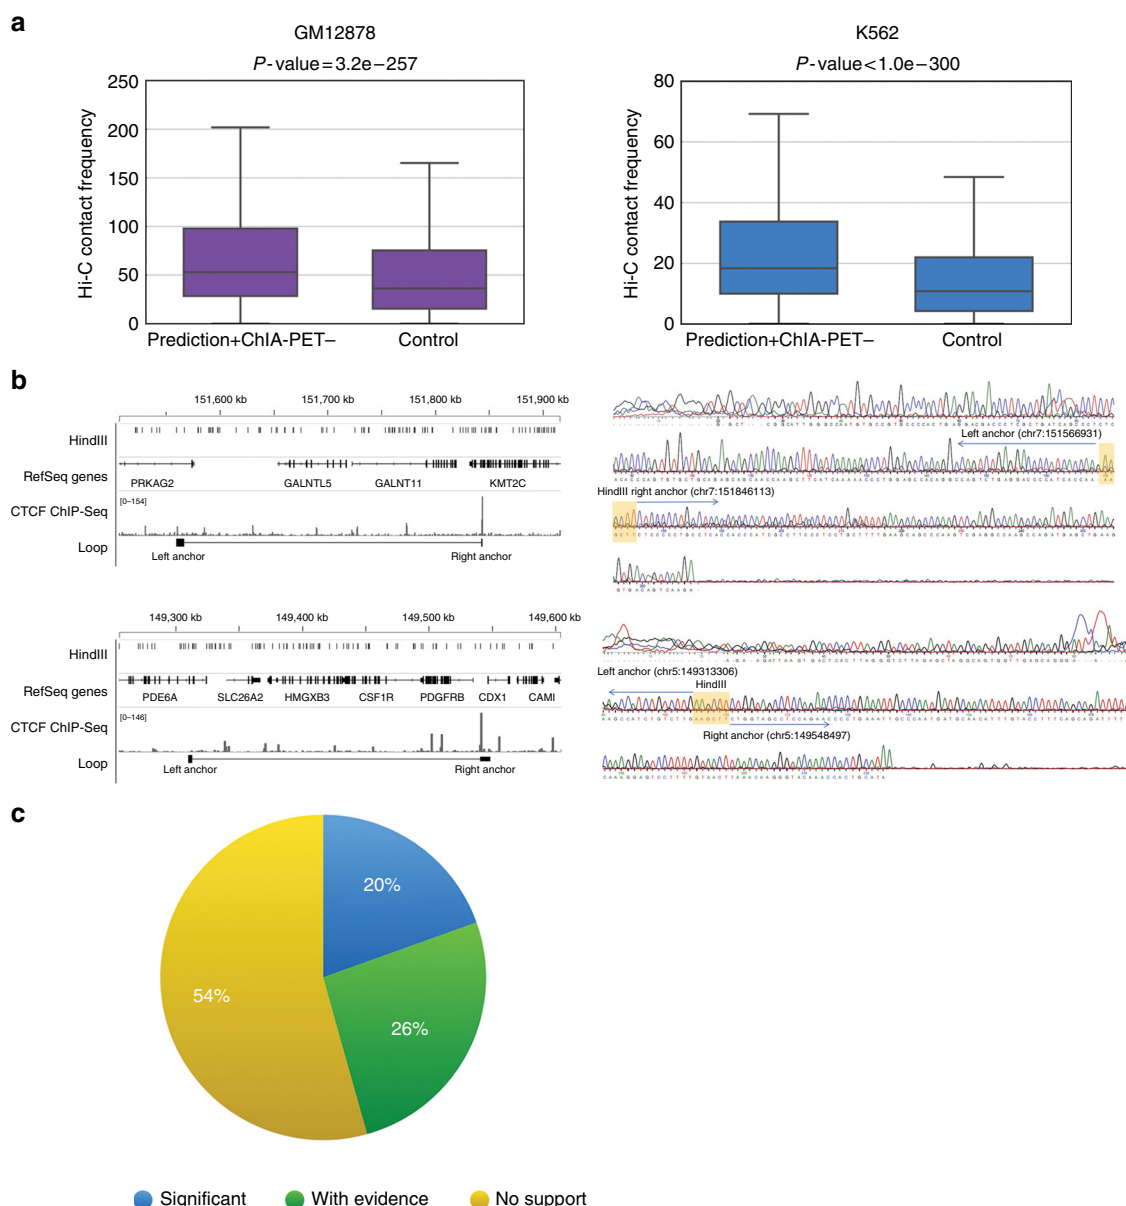 a
GM12878
P-value=3.2e−257
Hi-C contact frequency
250
200
150
100
50
0
Prediction+ChIA-PET−
Control
K562
P-value<1.0e−300
Hi-C contact frequency
80
60
40
20
0
Prediction+ChIA-PET−
Control
b
151,600 kb
151,700 kb
151,800 kb
151,900 kb
HindIII
RefSeq genes
PRKAG2
GALNTL5
GALNT11
KMT2C
CTCF ChIP-Seq
[0–154]
Loop
Left anchor
Right anchor
Left anchor (chr7:151566931)
HindIII right anchor (chr7:151846113)
149,300 kb
149,400 kb
149,500 kb
149,600 kb
HindIII
RefSeq genes
PDE6A
SLC26A2
HMGXB3
CSF1R
PDGFRB
CDX1
CAMI
CTCF ChIP-Seq
[0–146]
Loop
Left anchor
Right anchor
Left anchor (chr5:149313306)
HindIII
Right anchor (chr5:149548497)
c
20%
26%
54%
Significant
With evidence
No support